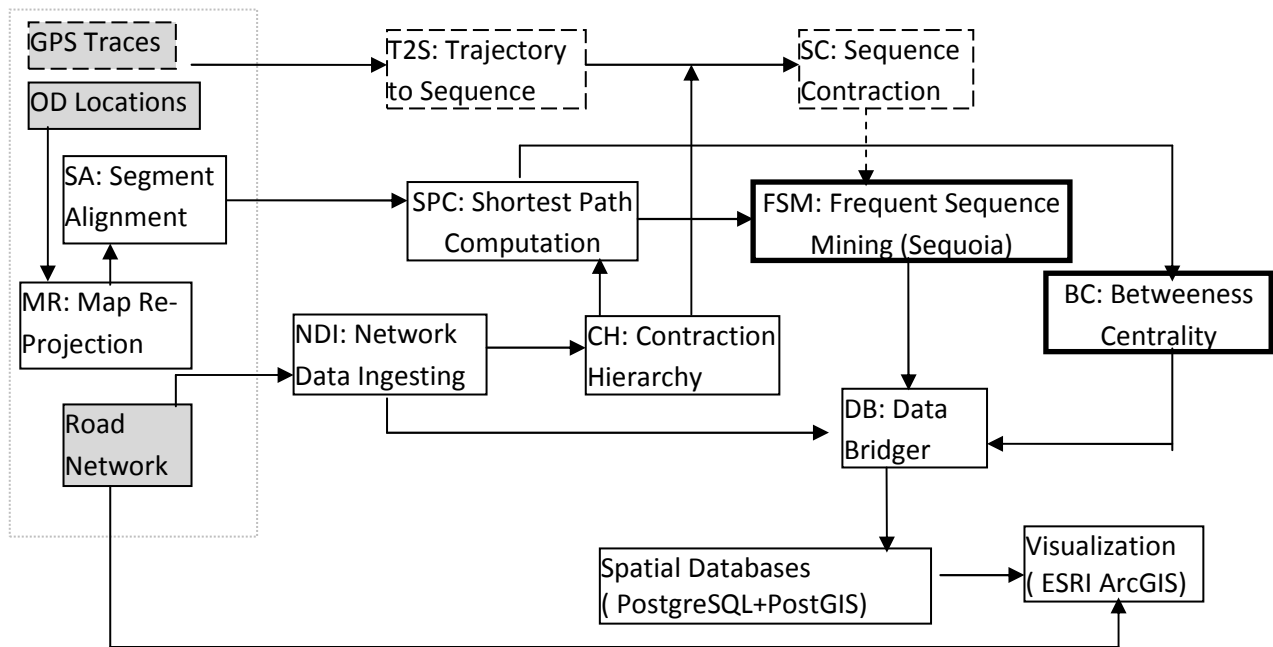 GPS Traces
T2S: Trajectory
to Sequence
SC: Sequence
Contraction
OD Locations
SA: Segment
Alignment
SPC: Shortest Path
Computation
FSM: Frequent Sequence
Mining (Sequoia)
MR: Map Re-
Projection
NDI: Network
Data Ingesting
CH: Contraction
Hierarchy
BC: Betweeness
Centrality
Road
Network
DB: Data
Bridger
Spatial Databases
( PostgreSQL+PostGIS)
Visualization
( ESRI ArcGIS)